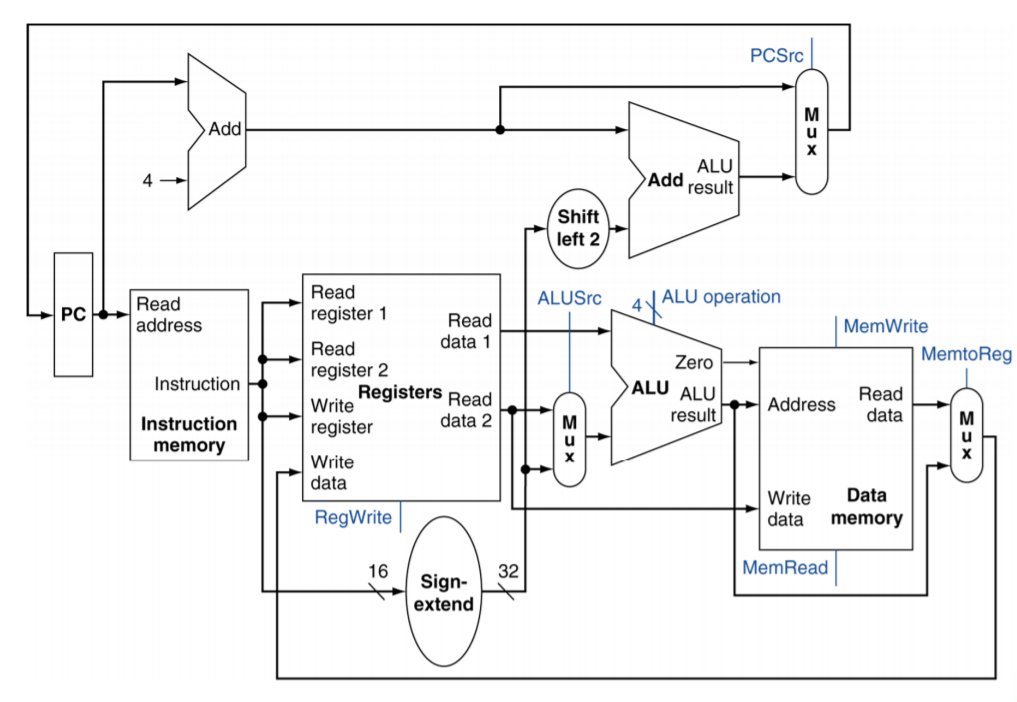 PCSrc
Mux
Add
4
Add
ALU
result
Shift
left 2
PC
Read
address
Instruction
Instruction
memory
Read
register 1
Read
register 2
Write
register
Write
data
Registers
Read
data 1
Read
data 2
RegWrite
16
Sign-
extend
32
ALUSrc
Mux
4
ALU operation
Zero
ALU
ALU
result
MemWrite
Address
Read
data
Write
data
Data
memory
MemRead
MemtoReg
Mux